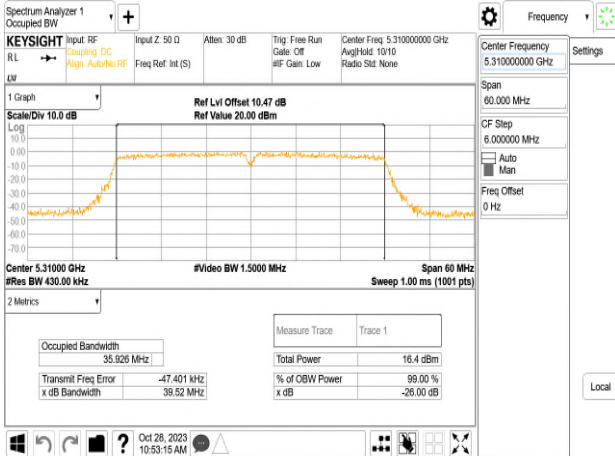 Spectrum Analyzer 1
Occupied BW
KEYSIGHT
RL
Input: RF
Coupling: DC
Align: Auto/No RF
Input Z: 50 Ω
Freq Ref: Int (S)
Atten: 30 dB
Trig: Free Run
Gate: Off
#IF Gain: Low
Center Freq: 5.310000000 GHz
Avg|Hold: 10/10
Radio Std: None
1 Graph
Scale/Div 10.0 dB
Ref Lvl Offset 10.47 dB
Ref Value 20.00 dBm
Log
10.0
0.00
-10.0
-20.0
-30.0
-40.0
-50.0
-60.0
-70.0
Center 5.31000 GHz
#Res BW 430.00 kHz
#Video BW 1.5000 MHz
Span 60 MHz
Sweep 1.00 ms (1001 pts)
2 Metrics
Occupied Bandwidth
35.926 MHz
Transmit Freq Error -47.401 kHz
x dB Bandwidth 39.52 MHz
Measure Trace Trace 1
Total Power 16.4 dBm
% of OBW Power 99.00 %
x dB -26.00 dB
Oct 28, 2023
10:53:15 AM
Frequency
Center Frequency
5.310000000 GHz
Span
60.000 MHz
CF Step
6.000000 MHz
Auto
Man
Freq Offset
0 Hz
Settings
Local